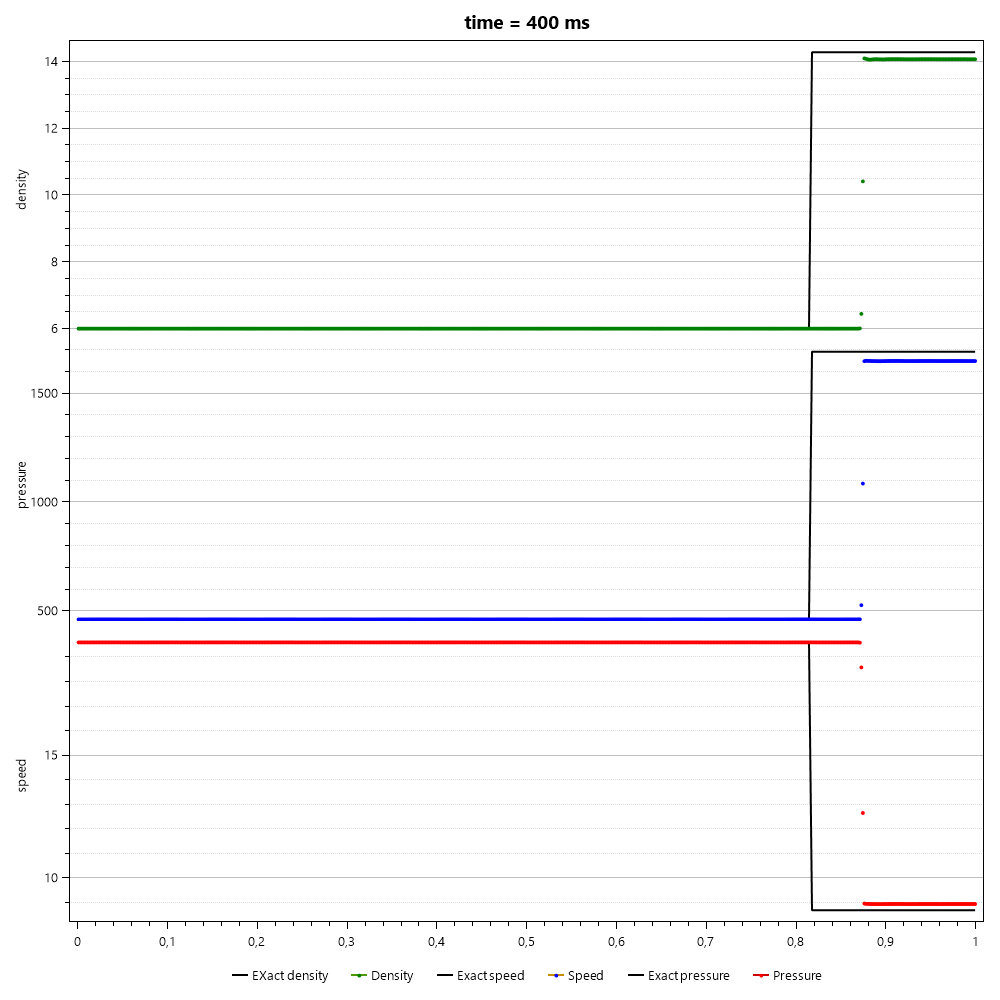 time = 400 ms
14
12
10
8
6
density
1500
1000
500
pressure
15
10
speed
0 0,1 0,2 0,3 0,4 0,5 0,6 0,7 0,8 0,9 1
EXact density Density Exact speed Speed Exact pressure Pressure